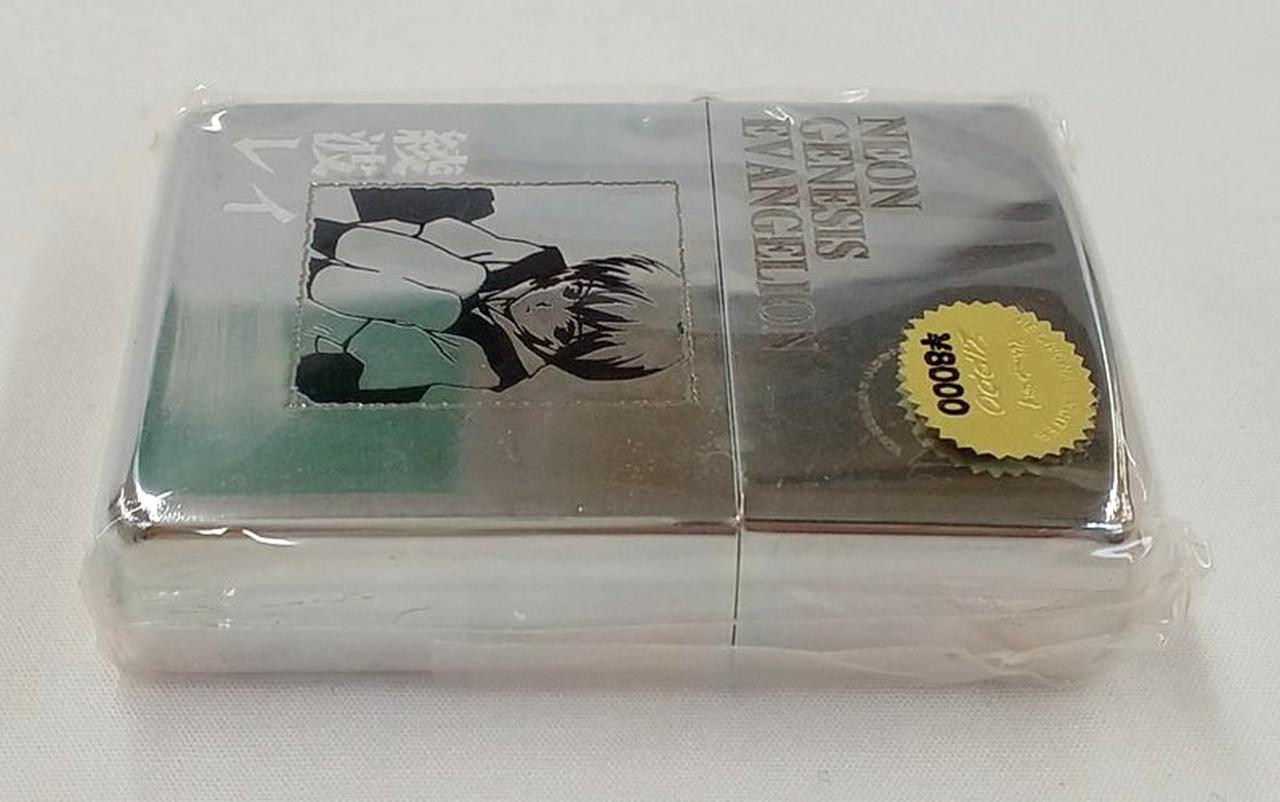 NEON
GENESIS
EVANGELION
¥8000
綾波レイ